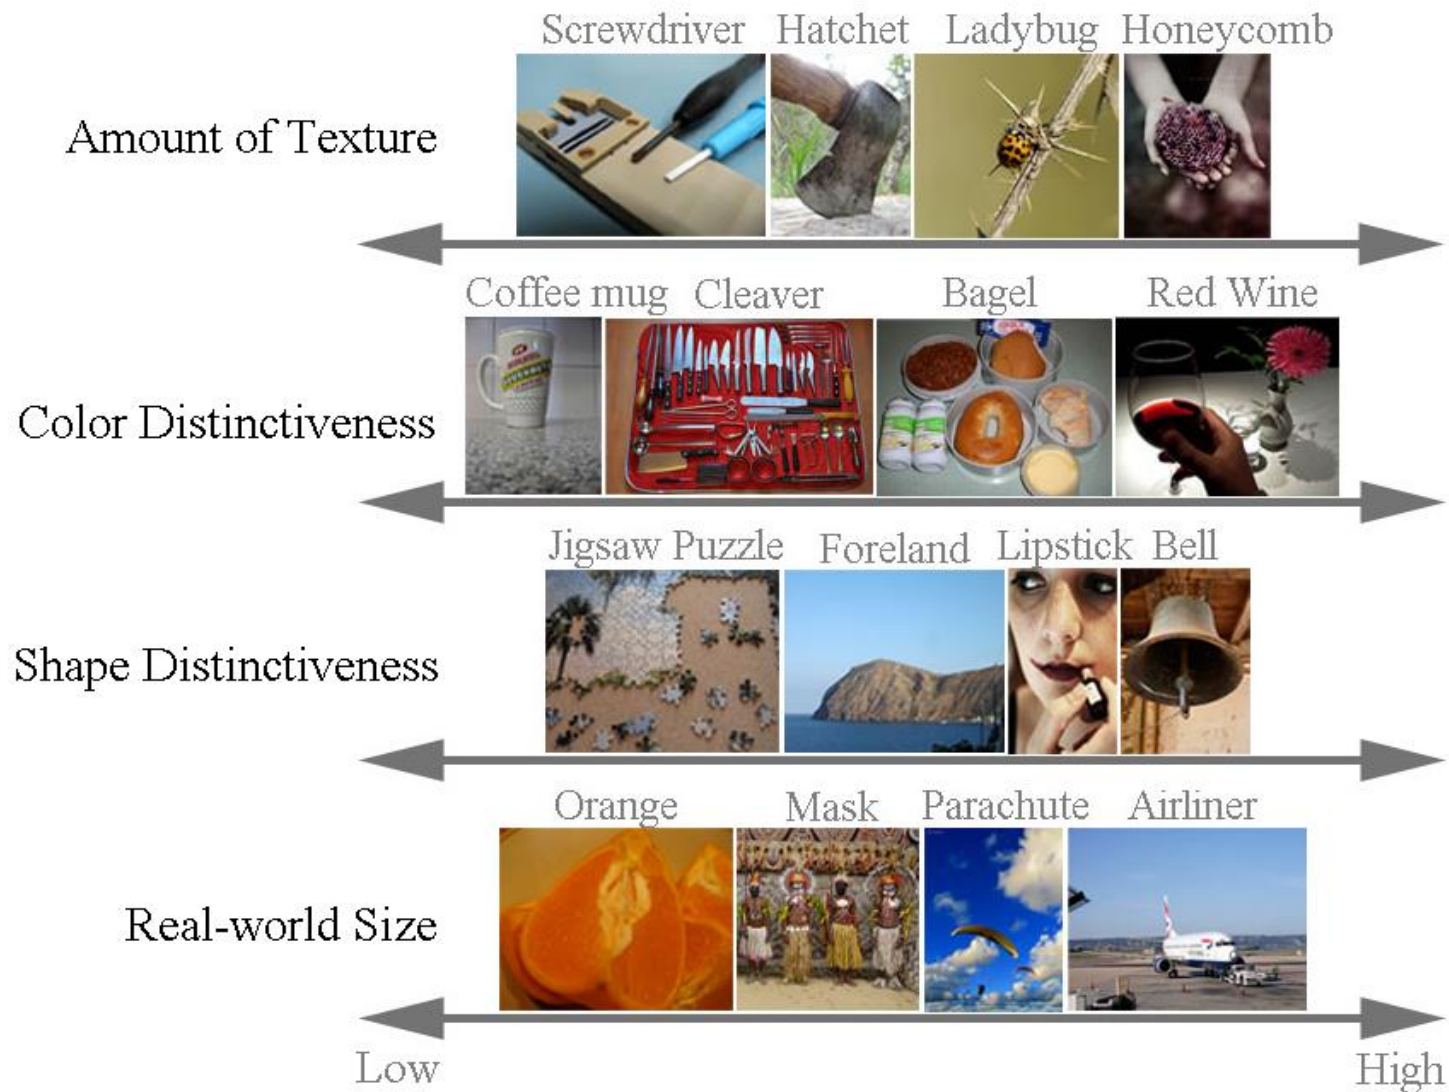 Screwdriver Hatchet Ladybug Honeycomb
Amount of Texture
Coffee mug Cleaver Bagel Red Wine
Color Distinctiveness
Jigsaw Puzzle Foreland Lipstick Bell
Shape Distinctiveness
Orange Mask Parachute Airliner
Real-world Size
Low High